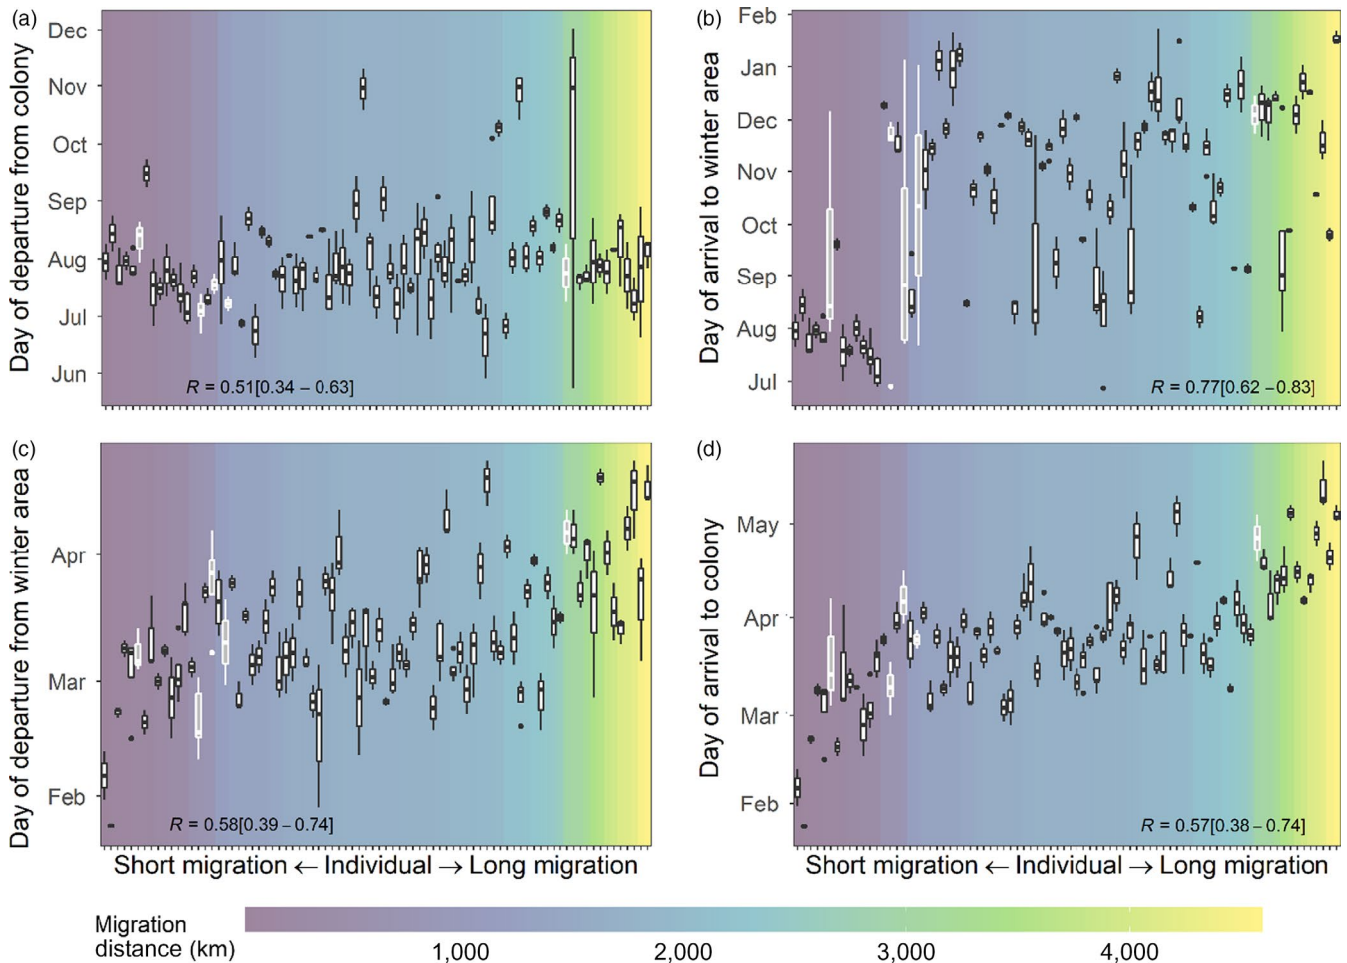 (a)
Day of departure from colony
Dec
Nov
Oct
Sep
Aug
Jul
Jun
R = 0.51[0.34 – 0.63]
(b)
Day of arrival to winter area
Feb
Jan
Dec
Nov
Oct
Sep
Aug
Jul
R = 0.77[0.62 – 0.83]
(c)
Day of departure from winter area
Apr
Mar
Feb
R = 0.58[0.39 – 0.74]
Short migration ← Individual → Long migration
(d)
Day of arrival to colony
May
Apr
Mar
Feb
R = 0.57[0.38 – 0.74]
Short migration ← Individual → Long migration
Migration
distance (km)
1,000
2,000
3,000
4,000